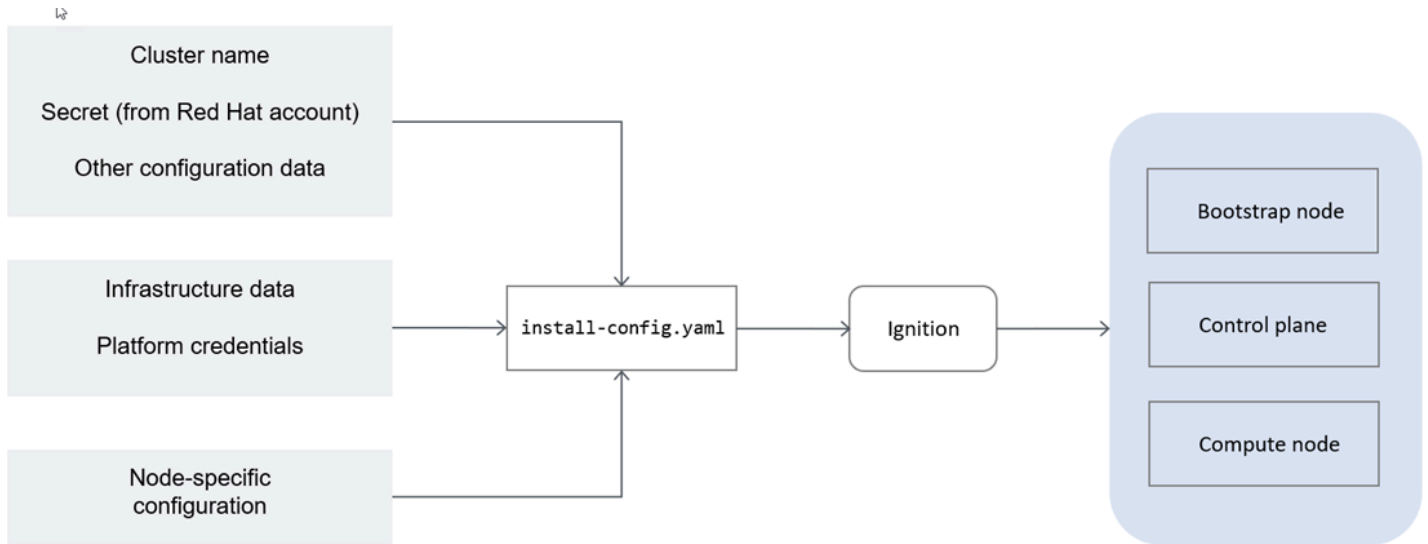 Cluster name
Secret (from Red Hat account)
Other configuration data
Infrastructure data
Platform credentials
Node-specific
configuration
install-config.yaml
Ignition
Bootstrap node
Control plane
Compute node